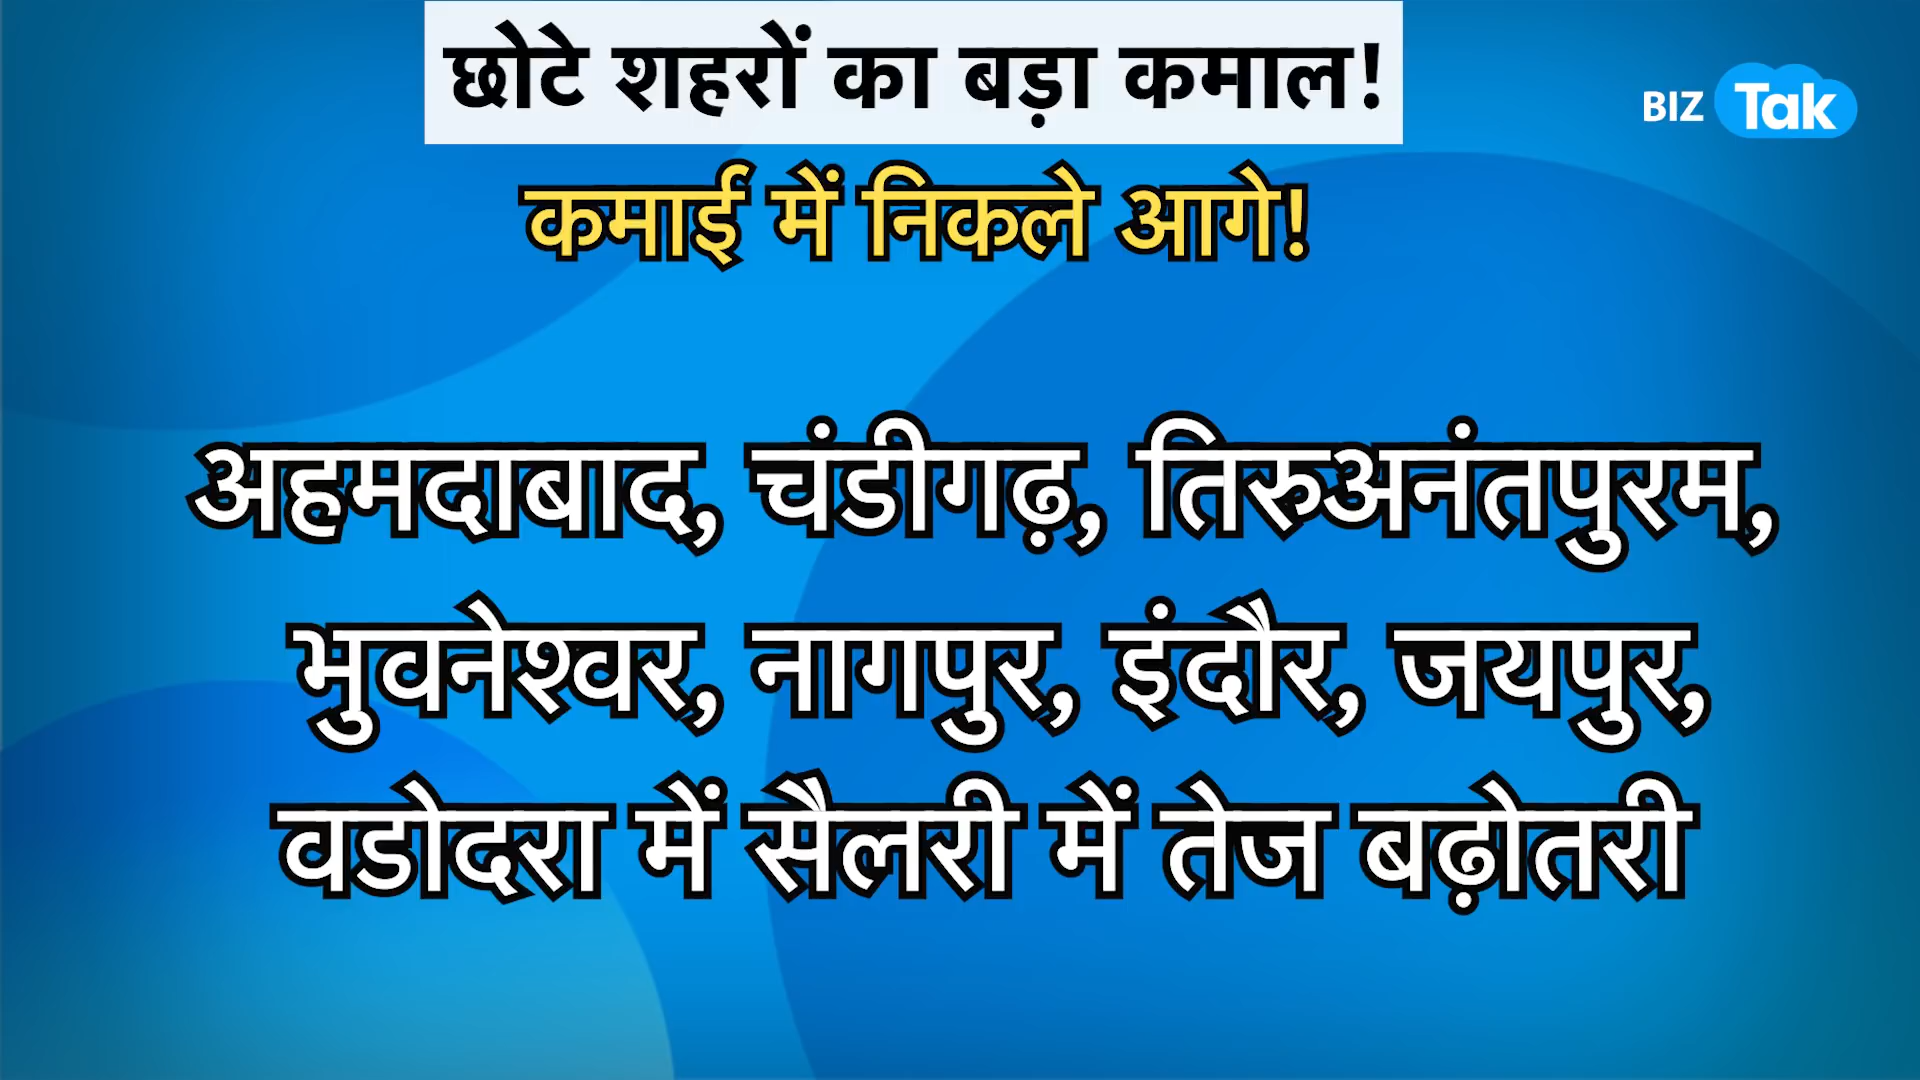 छोटे शहरों का बड़ा कमाल!
BIZ Tak
कमाई में निकले आगे!
अहमदाबाद, चंडीगढ़, तिरुअनंतपुरम,
भुवनेश्वर, नागपुर, इंदौर, जयपुर,
वडोदरा में सैलरी में तेज बढ़ोतरी